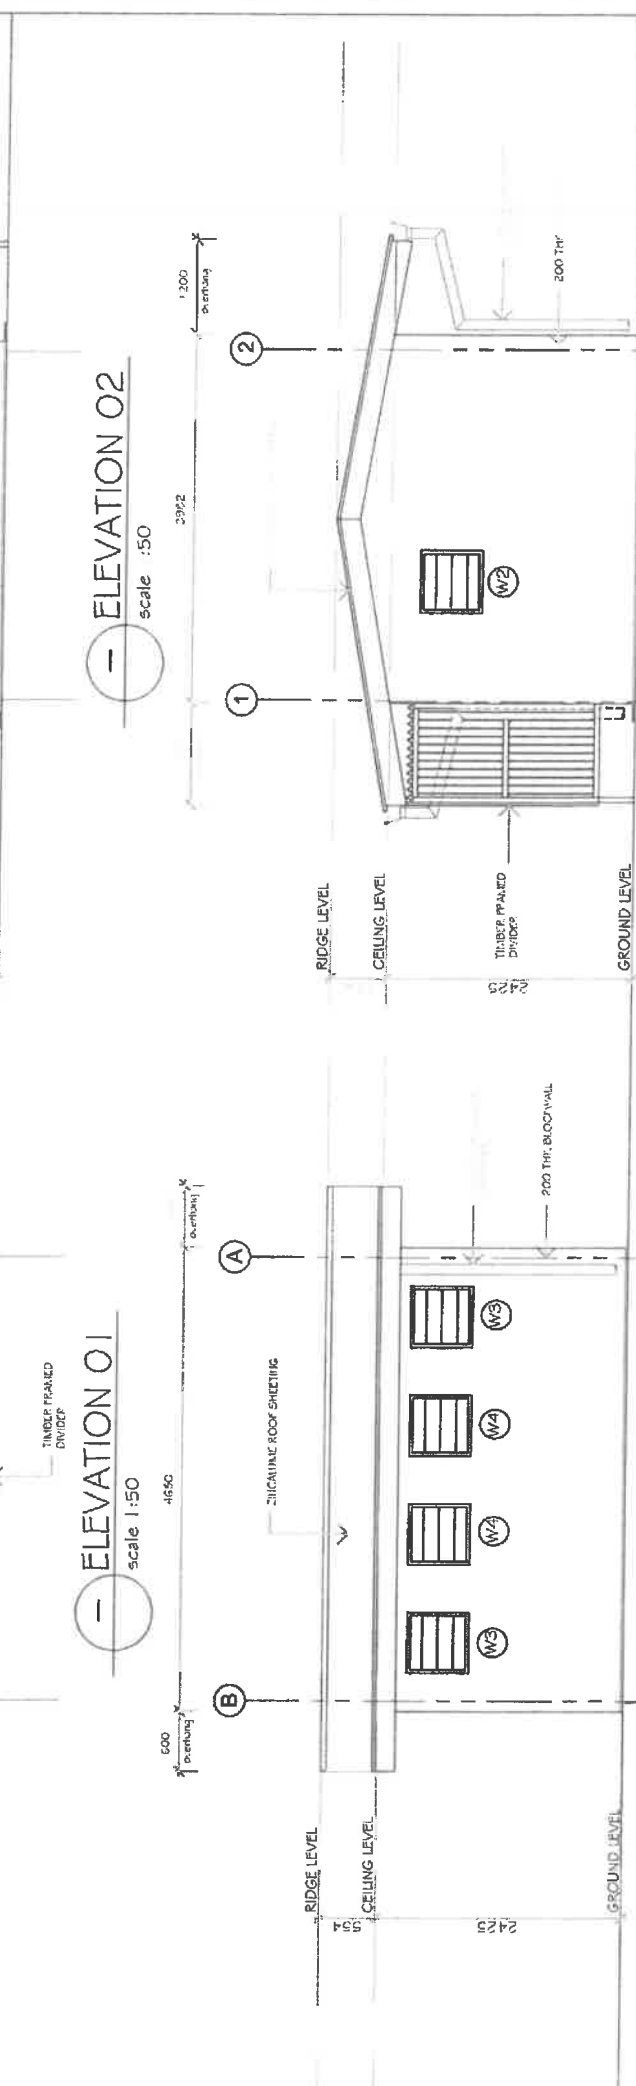 TIMBER FRAMED
DIVIDER
— ELEVATION 01
scale 1:50
4650
600
overhang
overhang
B
A
ZINCALUME ROOF SHEETING
RIDGE LEVEL
CEILING LEVEL
554
2425
GROUND LEVEL
W3
W4
W4
W3
200 THK. BLOCKWALL
— ELEVATION 02
scale :50
1200
overhang
1
2
RIDGE LEVEL
CEILING LEVEL
TIMBER FRAMED
DIVIDER
GROUND LEVEL
W2
200 THK